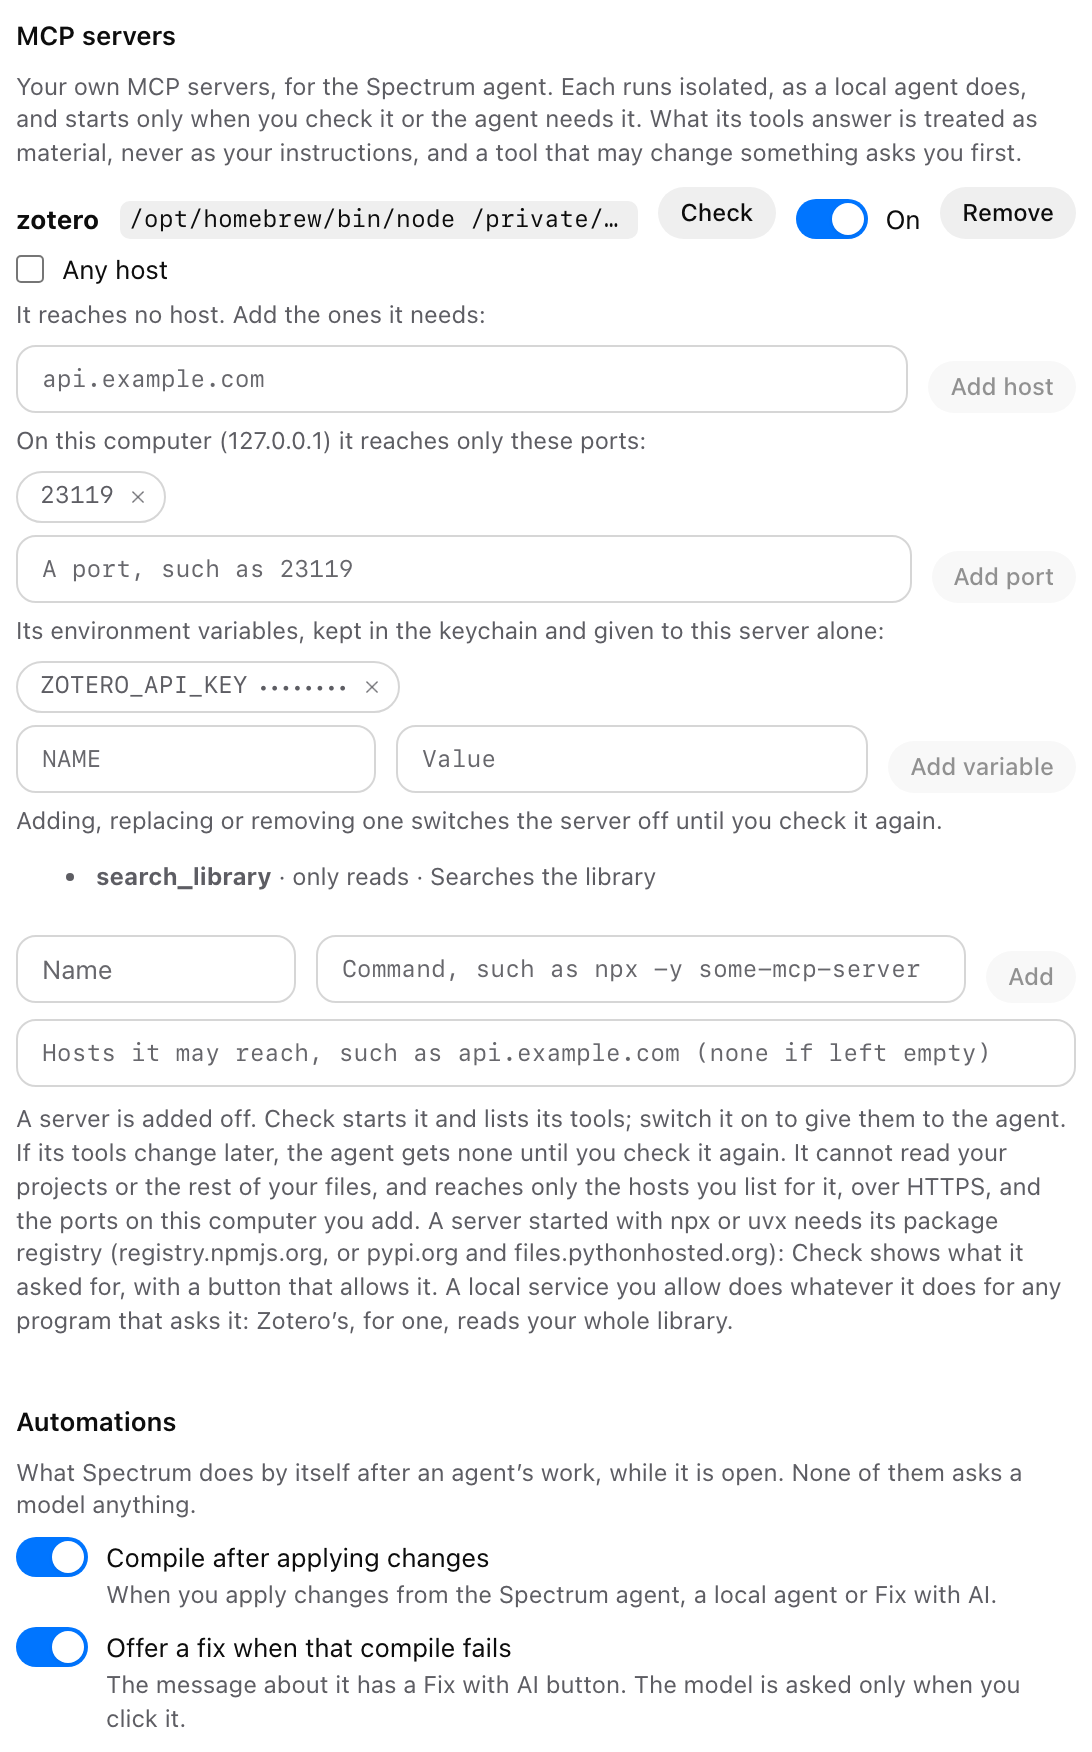 MCP servers
Your own MCP servers, for the Spectrum agent. Each runs isolated, as a local agent does,
and starts only when you check it or the agent needs it. What its tools answer is treated as
material, never as your instructions, and a tool that may change something asks you first.
zotero /opt/homebrew/bin/node /private/… Check On Remove
Any host
It reaches no host. Add the ones it needs:
api.example.com Add host
On this computer (127.0.0.1) it reaches only these ports:
23119 ×
A port, such as 23119 Add port
Its environment variables, kept in the keychain and given to this server alone:
ZOTERO_API_KEY •••••••• ×
NAME Value Add variable
Adding, replacing or removing one switches the server off until you check it again.
• search_library · only reads · Searches the library
Name Command, such as npx -y some-mcp-server Add
Hosts it may reach, such as api.example.com (none if left empty)
A server is added off. Check starts it and lists its tools; switch it on to give them to the agent.
If its tools change later, the agent gets none until you check it again. It cannot read your
projects or the rest of your files, and reaches only the hosts you list for it, over HTTPS, and
the ports on this computer you add. A server started with npx or uvx needs its package
registry (registry.npmjs.org, or pypi.org and files.pythonhosted.org): Check shows what it
asked for, with a button that allows it. A local service you allow does whatever it does for any
program that asks it: Zotero’s, for one, reads your whole library.
Automations
What Spectrum does by itself after an agent’s work, while it is open. None of them asks a
model anything.
Compile after applying changes
When you apply changes from the Spectrum agent, a local agent or Fix with AI.
Offer a fix when that compile fails
The message about it has a Fix with AI button. The model is asked only when you
click it.